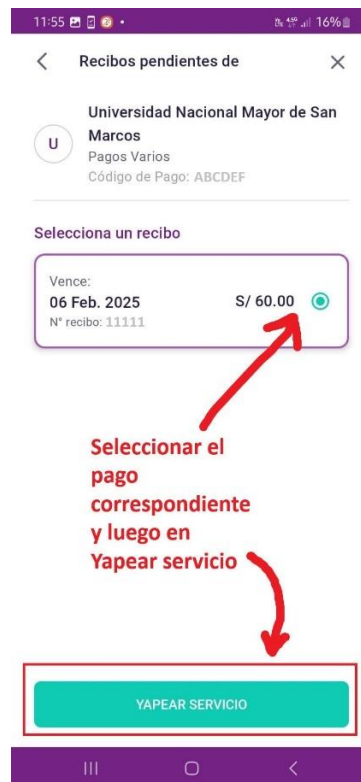 11:55
16%
Recibos pendientes de
Universidad Nacional Mayor de San
Marcos
U
Pagos Varios
Código de Pago: ABCDEF
Selecciona un recibo
Vence:
06 Feb. 2025
S/ 60.00
N° recibo: 11111
Seleccionar el
pago
correspondiente
y luego en
Yapear servicio
YAPEAR SERVICIO